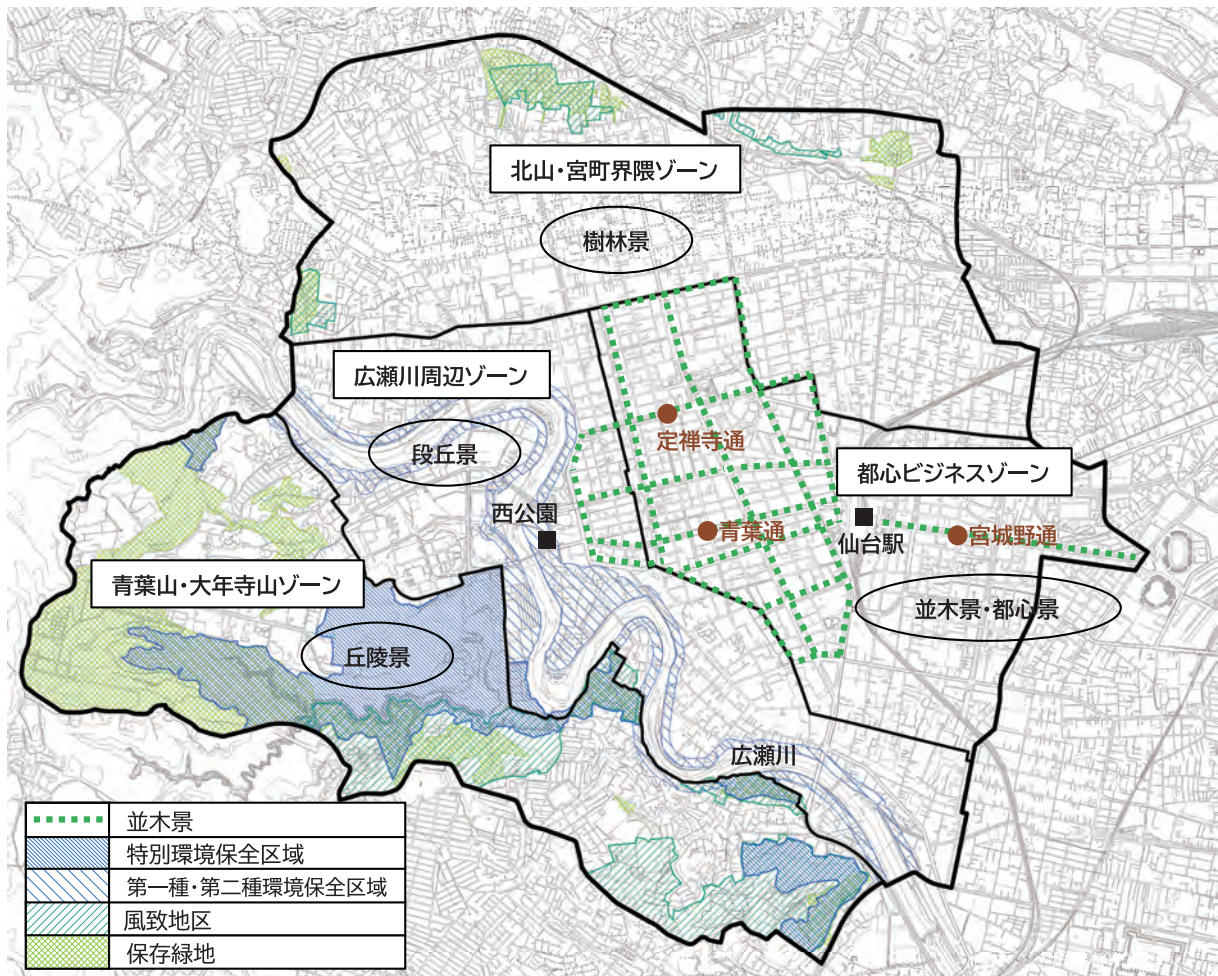 北山・宮町界隈ゾーン
樹林景
広瀬川周辺ゾーン
段丘景
定禅寺通
都心ビジネスゾーン
西公園
青葉通
仙台駅
宮城野通
青葉山・大年寺山ゾーン
並木景・都心景
丘陵景
広瀬川
並木景
特別環境保全区域
第一種・第二種環境保全区域
風致地区
保存緑地